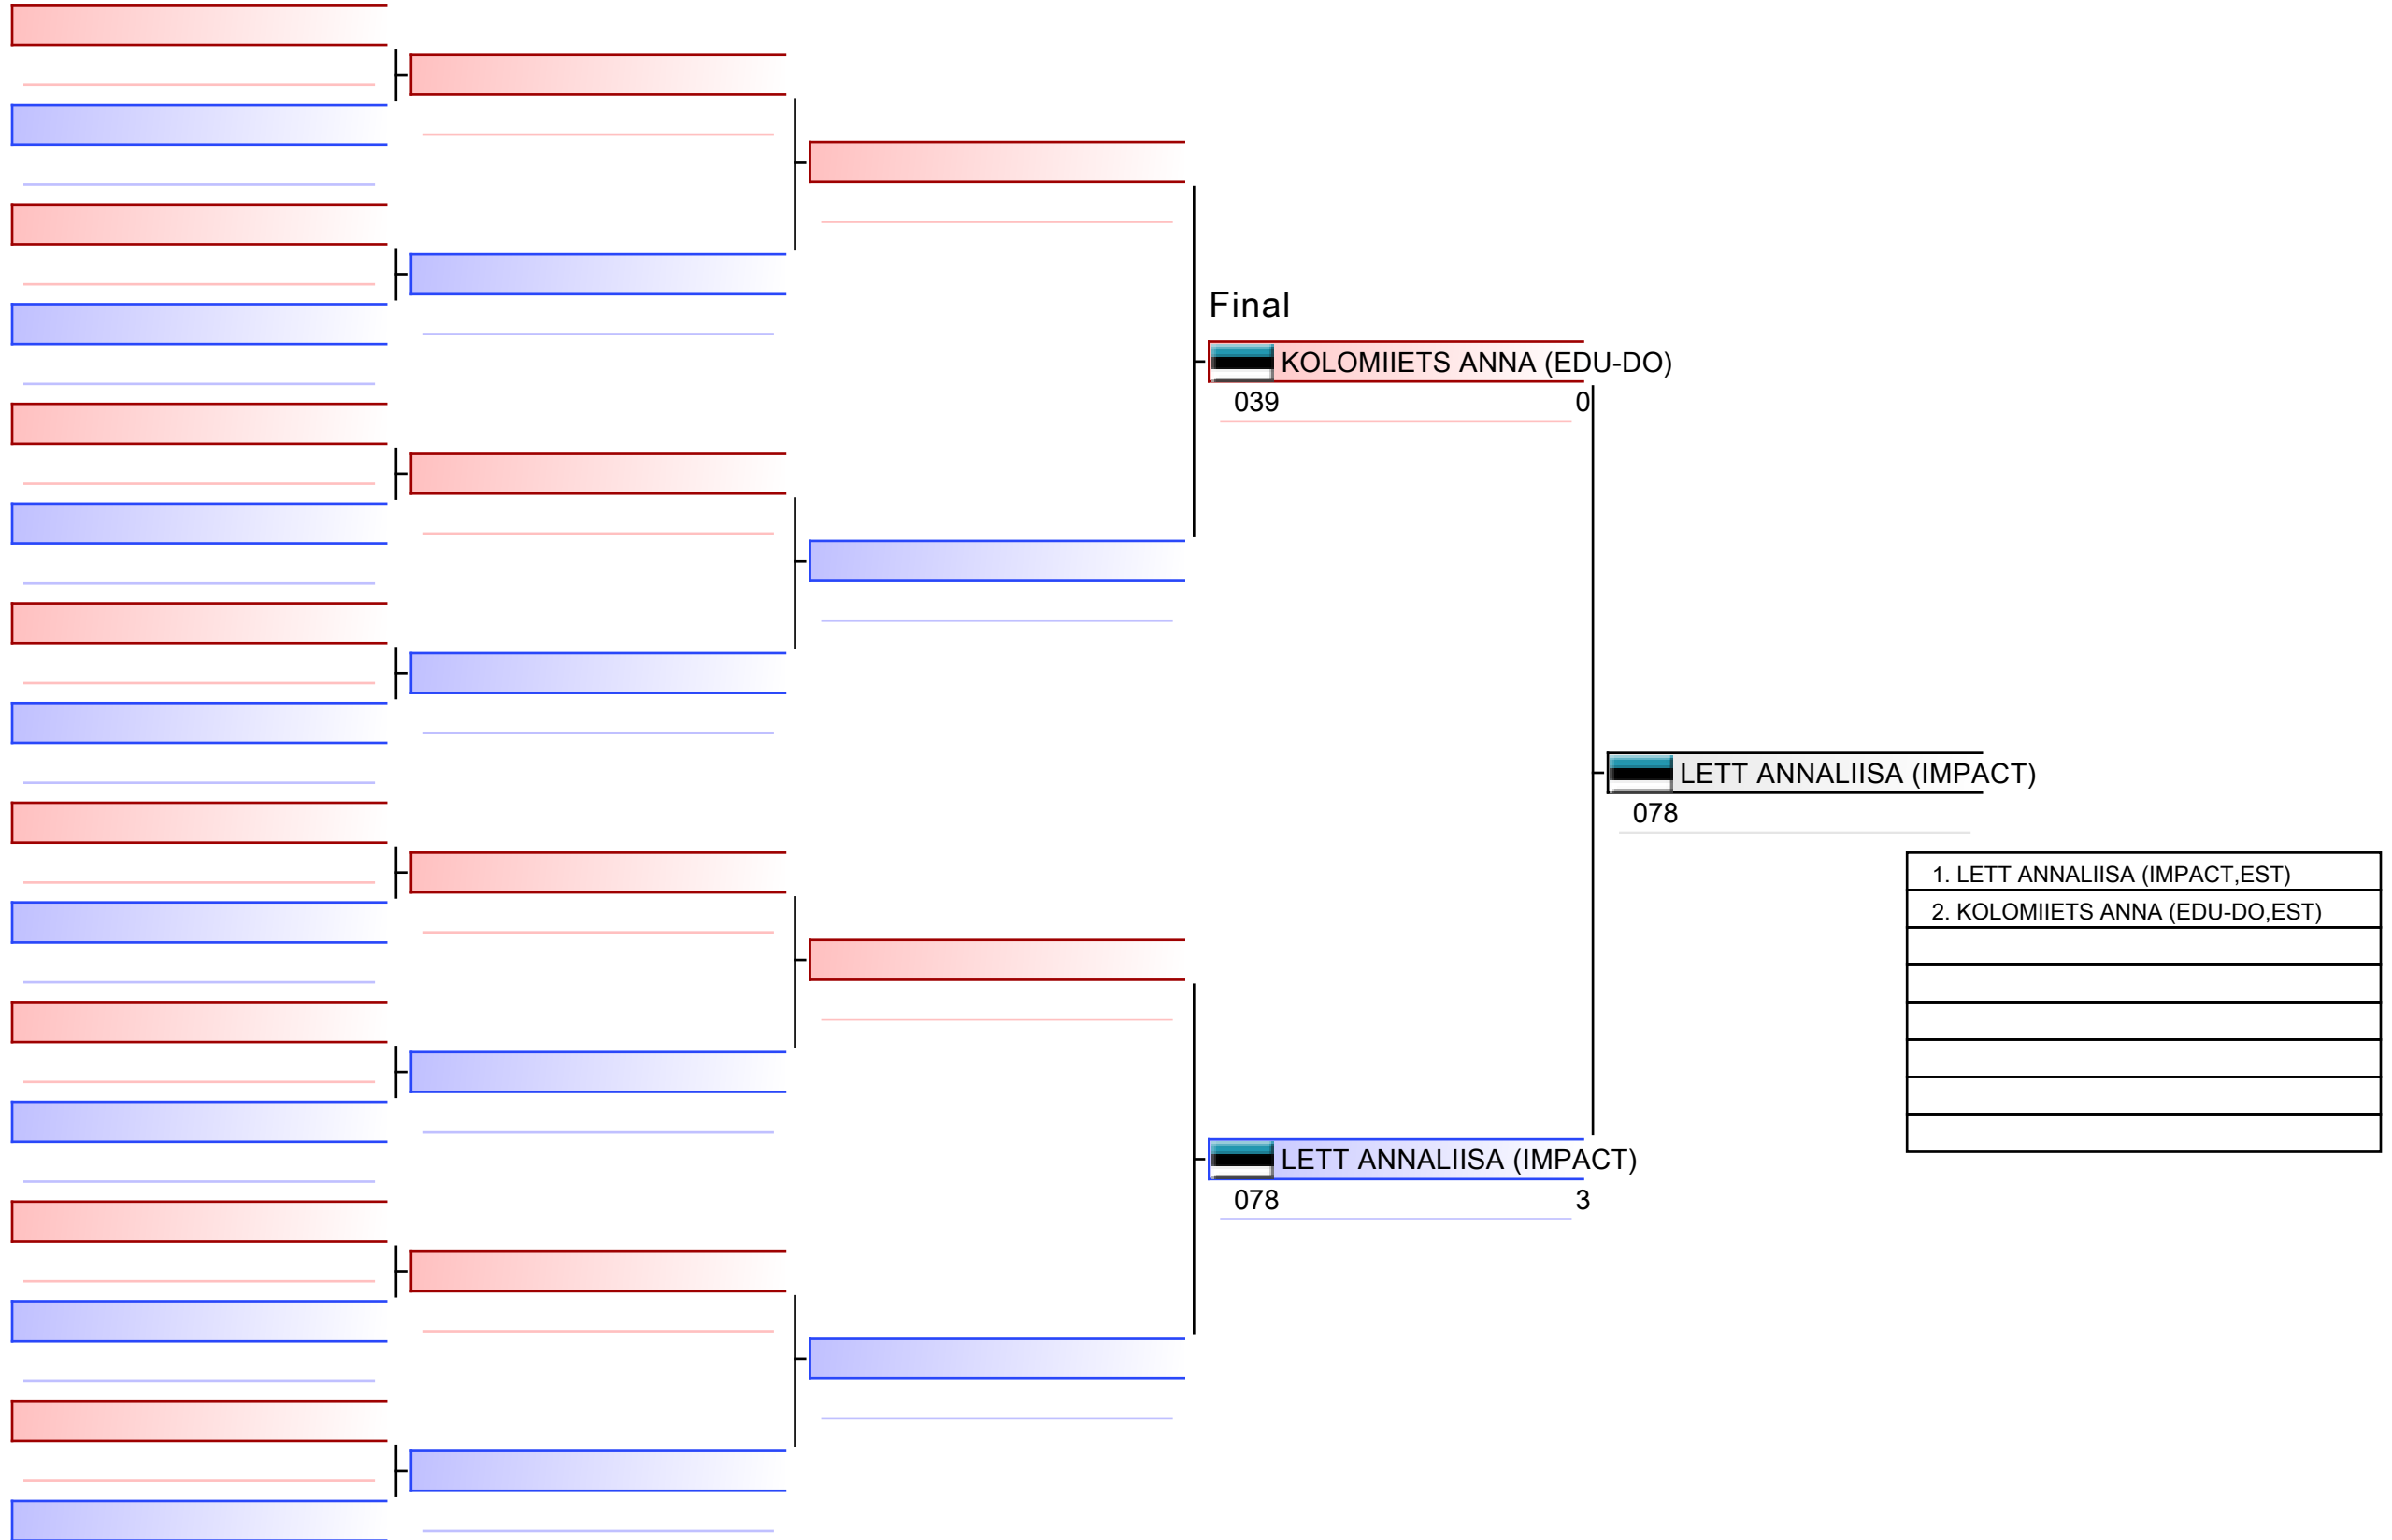 Final
KOLOMIIETS ANNA (EDU-DO)
039 0
LETT ANNALIISA (IMPACT)
078
1. LETT ANNALIISA (IMPACT,EST)
2. KOLOMIIETS ANNA (EDU-DO,EST)
LETT ANNALIISA (IMPACT)
078 3